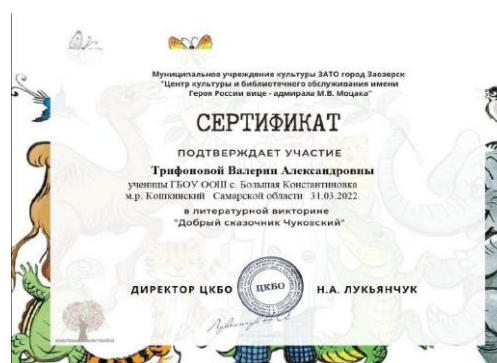 Муниципальное учреждение культуры ЗАТО город Заозерск
"Центр культуры и библиотечного обслуживания имени
Героя России вице - адмирала М.В. Моцака"
СЕРТИФИКАТ
ПОДТВЕРЖДАЕТ УЧАСТИЕ
Трифоновой Валерии Александровны
ученицы ГБОУ ООШ с. Большая Константиновка
м.р. Кошкинский Самарской области 31.03.2022
в литературной викторине
"Добрый сказочник Чуковский"
ДИРЕКТОР ЦКБО ЦКБО Н.А. ЛУКЬЯНЧУК